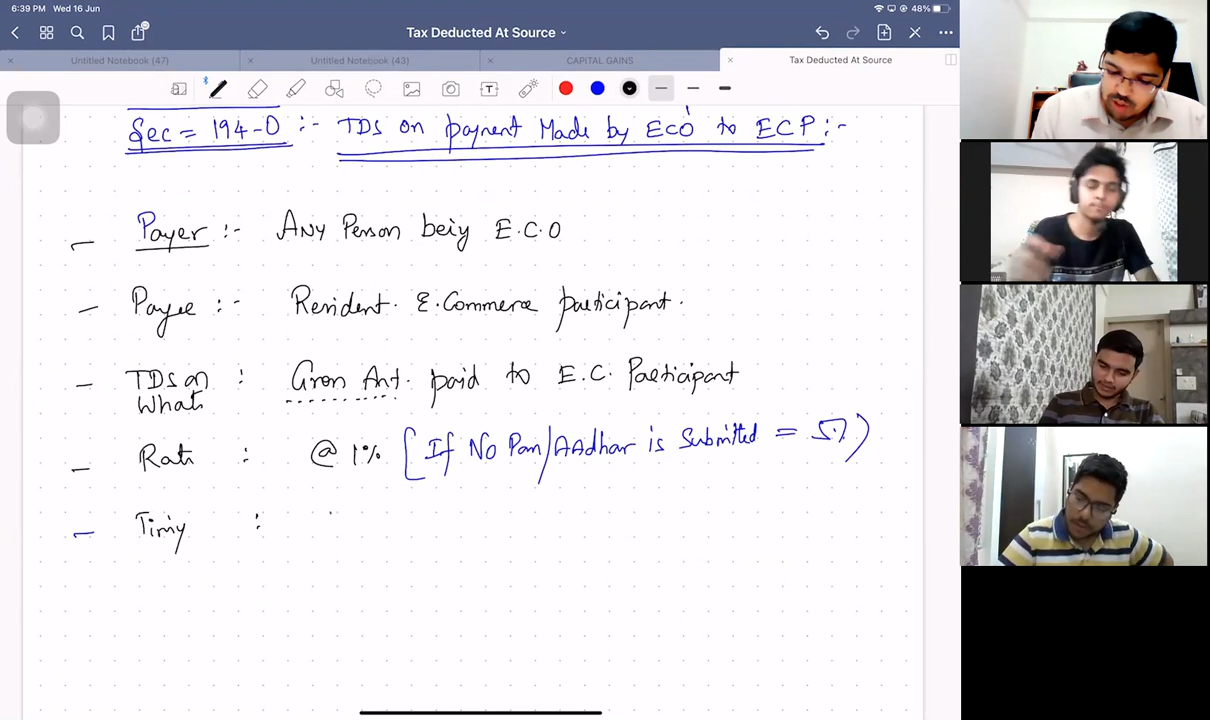 6:39 PM Wed 16 Jun
48%
Tax Deducted At Source
Untitled Notebook (47)
Untitled Notebook (43)
CAPITAL GAINS
Tax Deducted At Source
T
Sec = 194-O :- TDS on payment Made by ECO to ECP :-
- Payer :- Any Person being E.C.O
- Payee :- Resident E.Commerce participant.
- TDS on What : Gross Amt. paid to E.C. Participant
- Rate : @ 1% [If No Pan/AAdhar is Submitted = 5%)
- Timing :